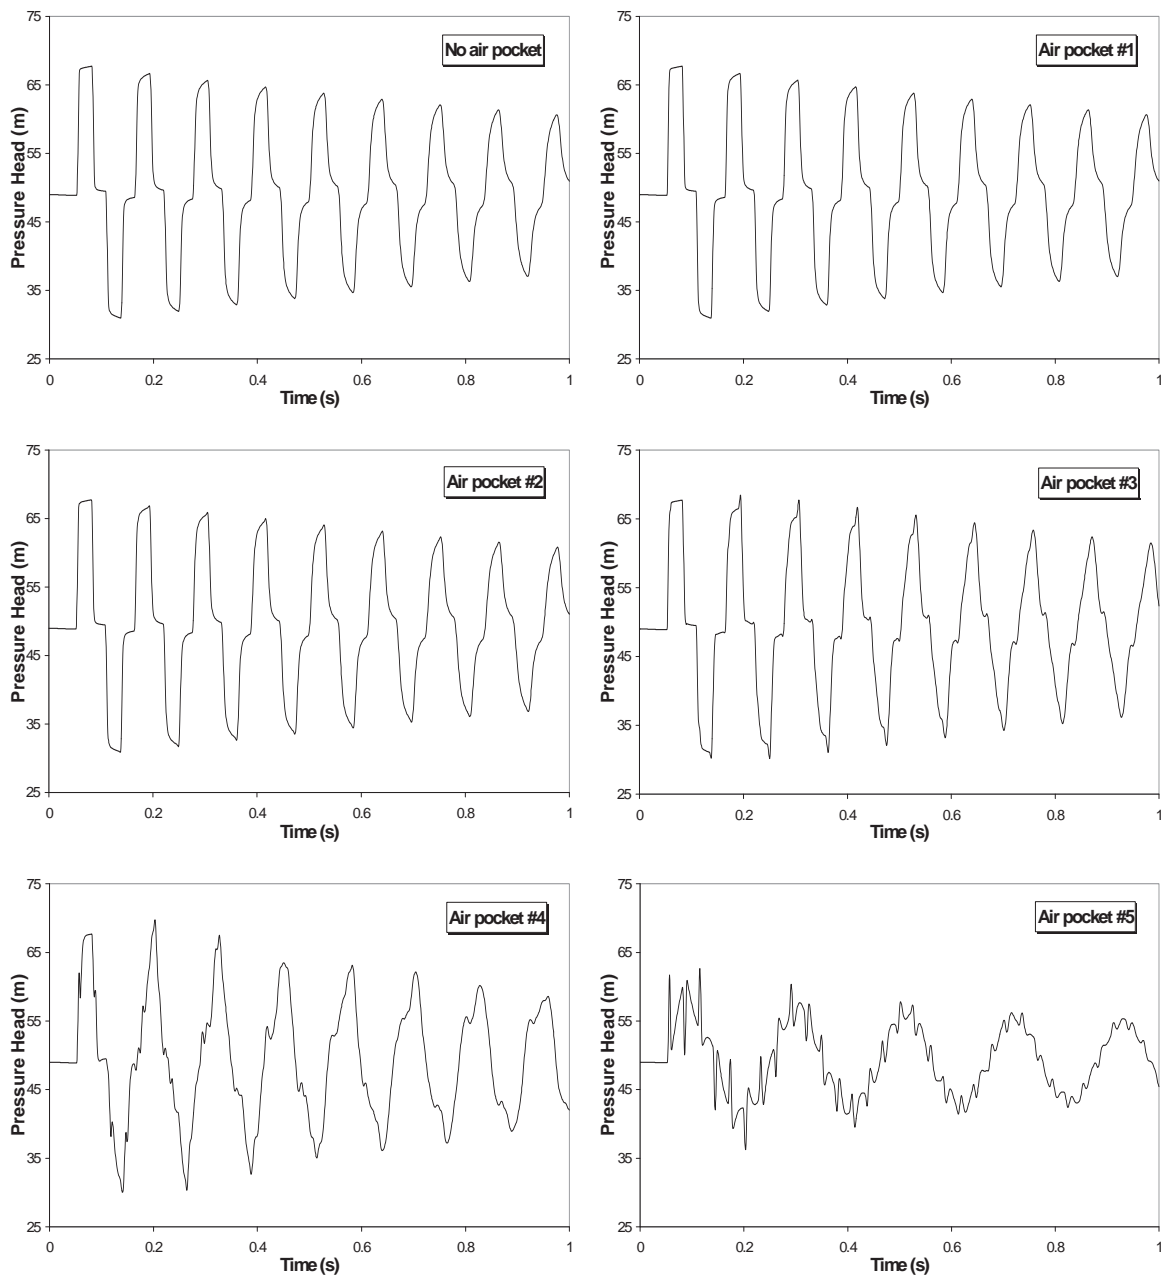 No air pocket
75
65
55
45
35
25
Pressure Head (m)
0 0.2 0.4 0.6 0.8 1
Time (s)
Air pocket #1
75
65
55
45
35
25
Pressure Head (m)
0 0.2 0.4 0.6 0.8 1
Time (s)
Air pocket #2
75
65
55
45
35
25
Pressure Head (m)
0 0.2 0.4 0.6 0.8 1
Time (s)
Air pocket #3
75
65
55
45
35
25
Pressure Head (m)
0 0.2 0.4 0.6 0.8 1
Time (s)
Air pocket #4
75
65
55
45
35
25
Pressure Head (m)
0 0.2 0.4 0.6 0.8 1
Time (s)
Air pocket #5
75
65
55
45
35
25
Pressure Head (m)
0 0.2 0.4 0.6 0.8 1
Time (s)